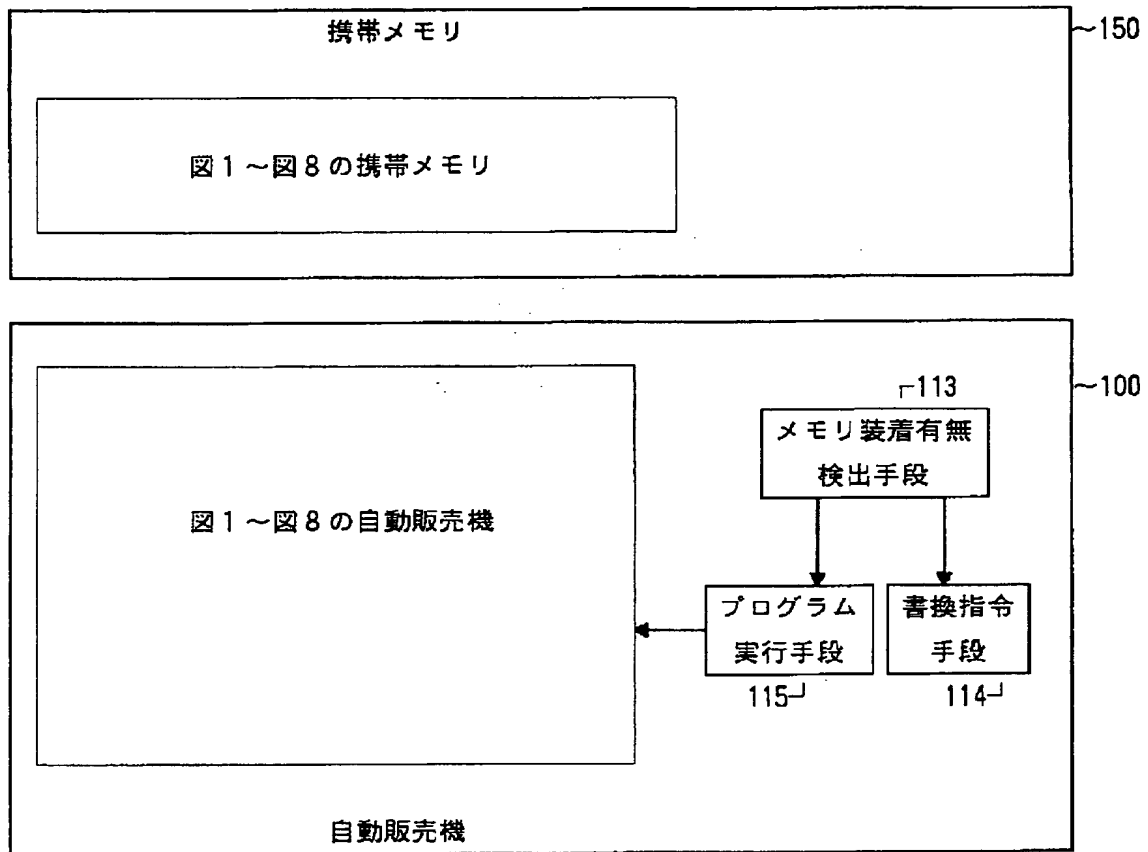 携帯メモリ
～150
図1～図8の携帯メモリ
～100
113
メモリ装着有無
検出手段
図1～図8の自動販売機
プログラム
実行手段
115
書換指令
手段
114
自動販売機